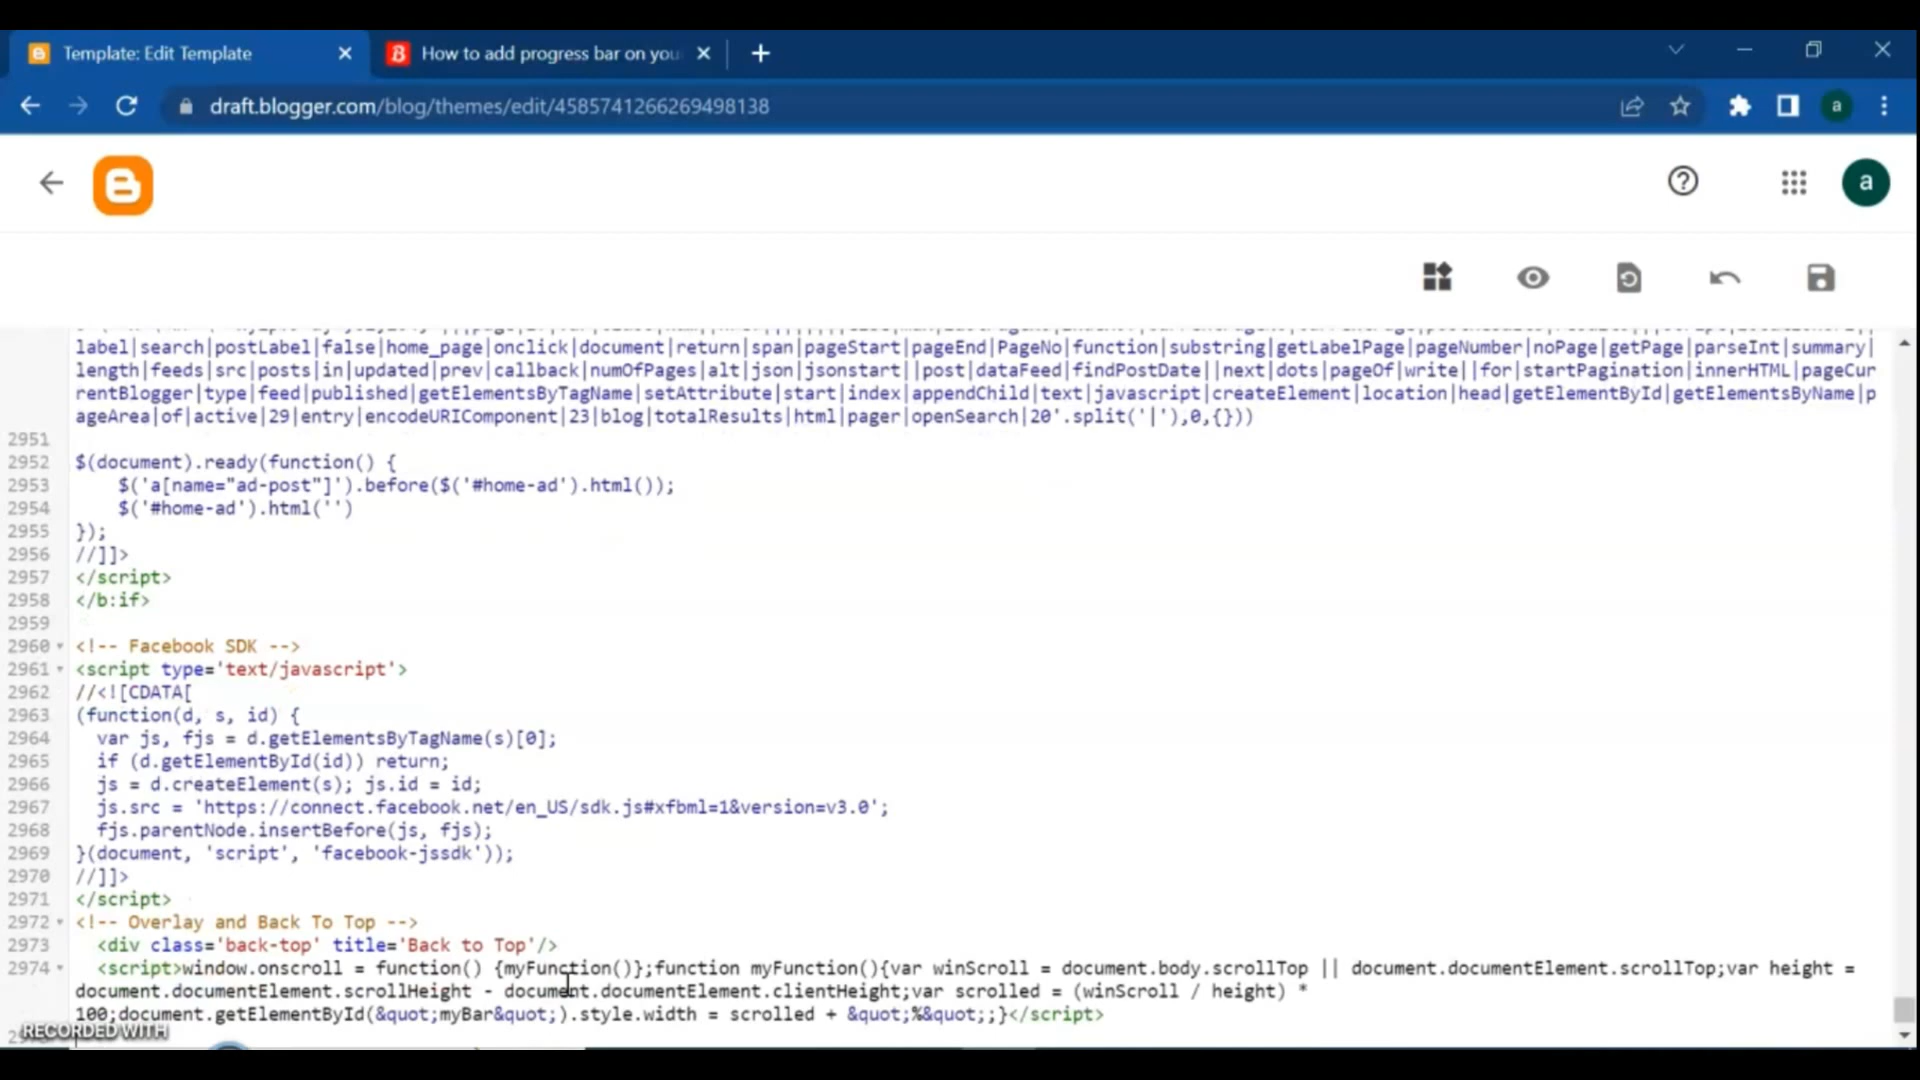 Template: Edit Template
How to add progress bar on you
draft.blogger.com/blog/themes/edit/4585741266269498138
a
a
label|search|postLabel|false|home_page|onclick|document|return|span|pageStart|pageEnd|PageNo|function|substring|getLabelPage|pageNumber|noPage|getPage|parseInt|summary|
length|feeds|src|posts|in|updated|prev|callback|numOfPages|alt|json|jsonstart||post|dataFeed|findPostDate||next|dots|pageOf|write||for|startPagination|innerHTML|pageCur
rentBlogger|type|feed|published|getElementsByTagName|setAttribute|start|index|appendChild|text|javascript|createElement|location|head|getElementById|getElementsByName|p
ageArea|of|active|29|entry|encodeURIComponent|23|blog|totalResults|html|pager|openSearch|20'.split('|'),0,{}))
2951
2952 $(document).ready(function() {
2953 $('a[name="ad-post"]').before($('#home-ad').html());
2954 $('#home-ad').html('')
2955 });
2956 //]]>
2957 </script>
2958 </b:if>
2959
2960 <!-- Facebook SDK -->
2961 <script type='text/javascript'>
2962 //<![CDATA[
2963 (function(d, s, id) {
2964 var js, fjs = d.getElementsByTagName(s)[0];
2965 if (d.getElementById(id)) return;
2966 js = d.createElement(s); js.id = id;
2967 js.src = 'https://connect.facebook.net/en_US/sdk.js#xfbml=1&version=v3.0';
2968 fjs.parentNode.insertBefore(js, fjs);
2969 }(document, 'script', 'facebook-jssdk'));
2970 //]]>
2971 </script>
2972 <!-- Overlay and Back To Top -->
2973 <div class='back-top' title='Back to Top'/>
2974 <script>window.onscroll = function() {myFunction()};function myFunction(){var winScroll = document.body.scrollTop || document.documentElement.scrollTop;var height =
document.documentElement.scrollHeight - document.documentElement.clientHeight;var scrolled = (winScroll / height) *
100;document.getElementById(&quot;myBar&quot;).style.width = scrolled + &quot;%&quot;;}</script>
RECORDED WITH